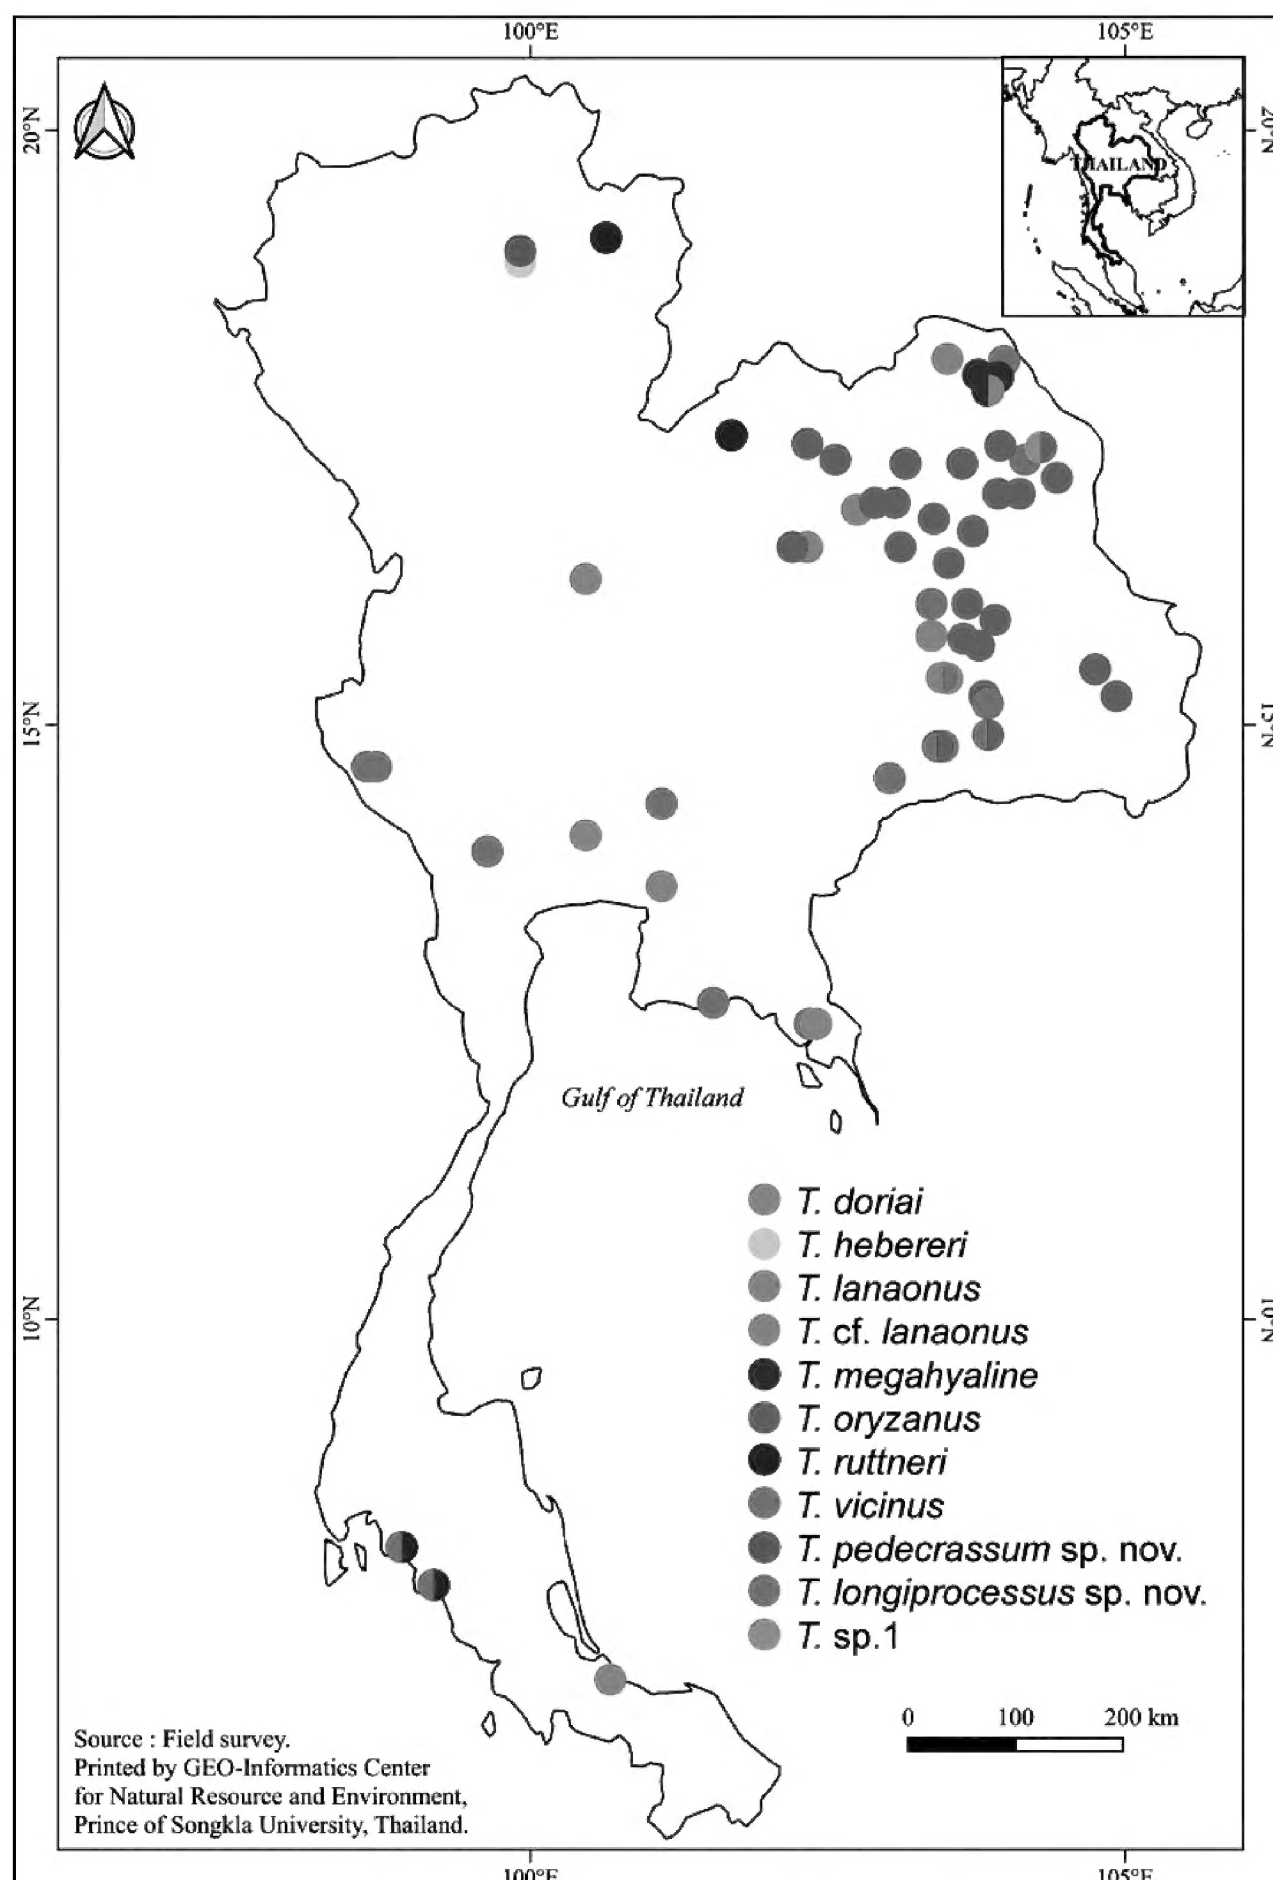 100°E 105°E
20°N
20°N
THAILAND
15°N
15°N
Gulf of Thailand
T. doriai
T. hebereri
T. lanaonus
T. cf. lanaonus
T. megahyaline
T. oryzanus
T. ruttneri
T. vicinus
T. pedecrassum sp. nov.
T. longiprocessus sp. nov.
T. sp.1
10°N
10°N
0 100 200 km
Source : Field survey.
Printed by GEO-Informatics Center
for Natural Resource and Environment,
Prince of Songkla University, Thailand.
100°E 105°E